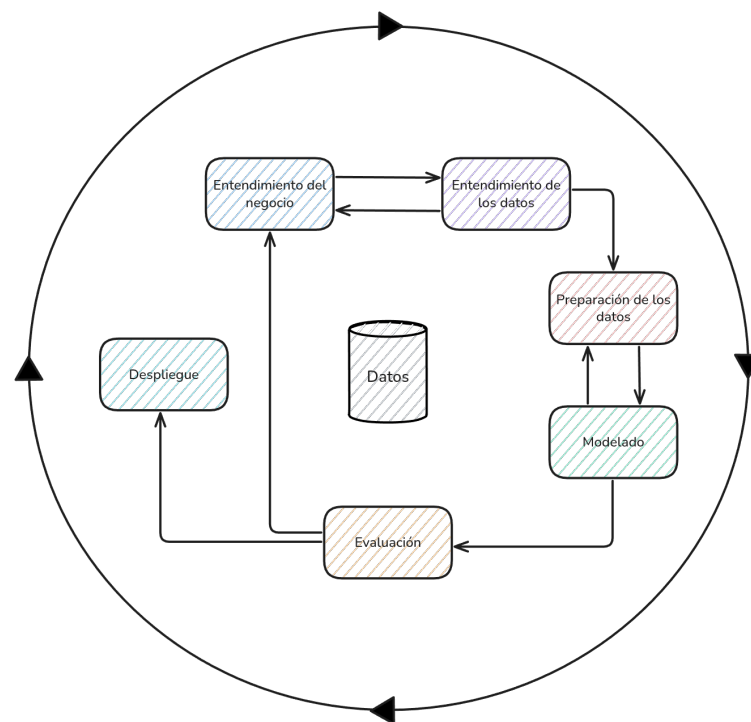 Entendimiento del
negocio
Entendimiento de
los datos
Preparación de los
datos
Despliegue
Datos
Modelado
Evaluación